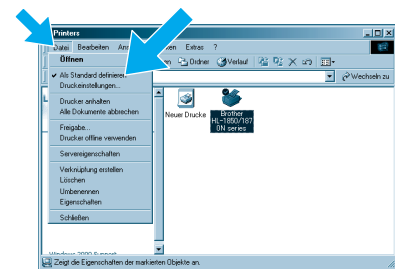 Printers
Datei Bearbeiten Extras ?
Öffnen
Als Standard definieren
Druckeinstellungen...
Drucker anhalten
Alle Dokumente abbrechen
Freigabe...
Drucker offline verwenden
Servereigenschaften
Verknüpfung erstellen
Löschen
Umbenennen
Eigenschaften
Schließen
Ordner Verlauf
Wechseln zu
Neuer Drucke
Brother
HL-1850/187
0N series
Windows 2000 Support
Zeigt die Eigenschaften der markierten Objekte an.